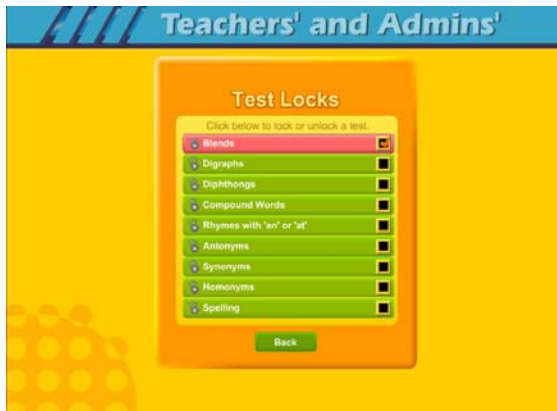 Teachers' and Admins'
Test Locks
Click below to lock or unlock a test.
Blends
Digraphs
Diphthongs
Compound Words
Rhymes with 'an' or 'at'
Antonyms
Synonyms
Homonyms
Spelling
Back